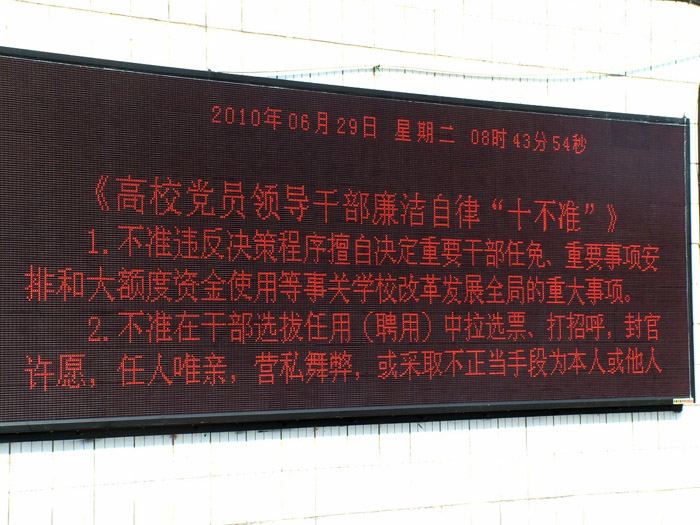 2010年06月29日 星期二 08时43分54秒
《高校党员领导干部廉洁自律“十不准”》
1.不准违反决策程序擅自决定重要干部任免、重要事项安
排和大额度资金使用等事关学校改革发展全局的重大事项。
2.不准在干部选拔任用（聘用）中拉选票、打招呼，封官
许愿，任人唯亲，营私舞弊，或采取不正当手段为本人或他人